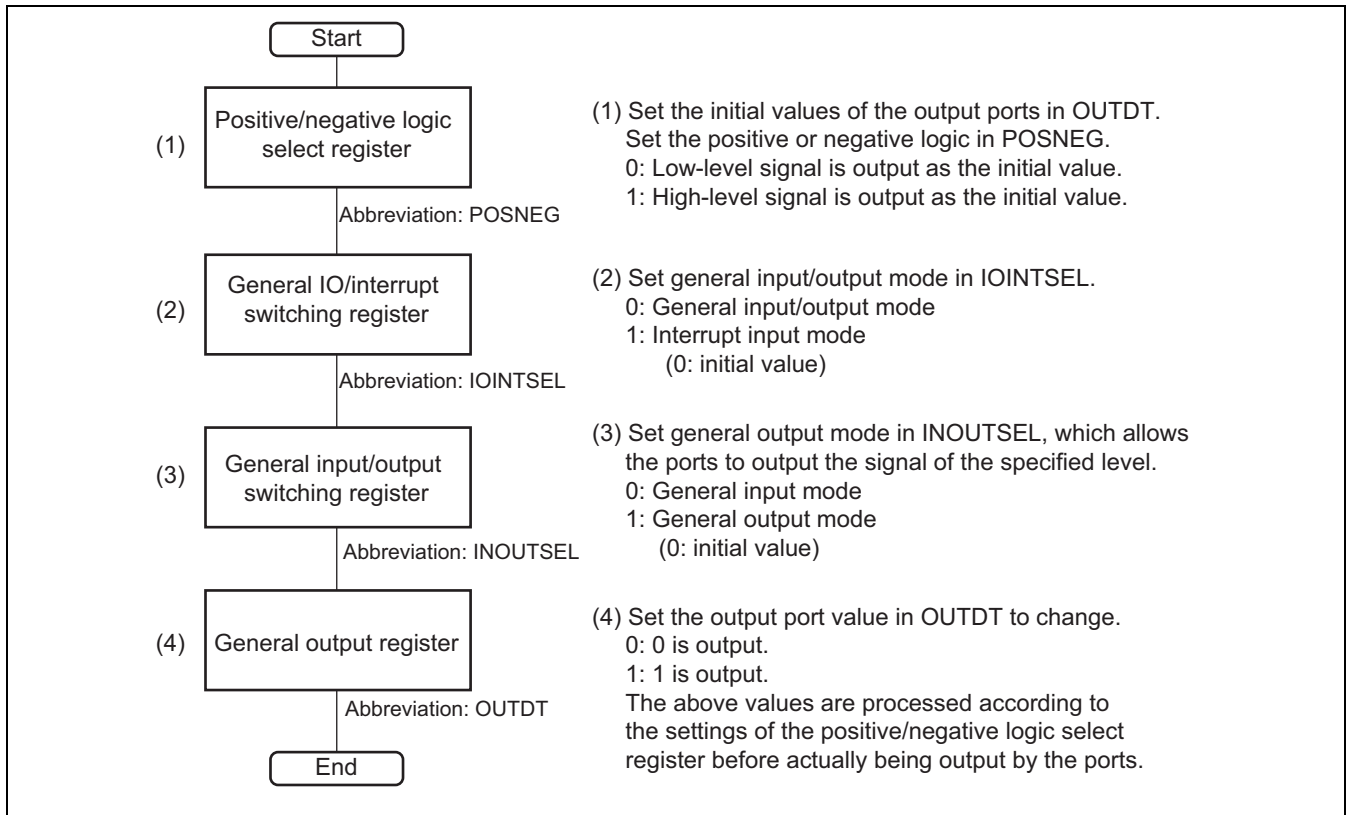 Start
(1)
Positive/negative logic
select register
Abbreviation: POSNEG
(1) Set the initial values of the output ports in OUTDT.
Set the positive or negative logic in POSNEG.
0: Low-level signal is output as the initial value.
1: High-level signal is output as the initial value.
(2)
General IO/interrupt
switching register
Abbreviation: IOINTSEL
(2) Set general input/output mode in IOINTSEL.
0: General input/output mode
1: Interrupt input mode
(0: initial value)
(3)
General input/output
switching register
Abbreviation: INOUTSEL
(3) Set general output mode in INOUTSEL, which allows
the ports to output the signal of the specified level.
0: General input mode
1: General output mode
(0: initial value)
(4)
General output register
Abbreviation: OUTDT
(4) Set the output port value in OUTDT to change.
0: 0 is output.
1: 1 is output.
The above values are processed according to
the settings of the positive/negative logic select
register before actually being output by the ports.
End